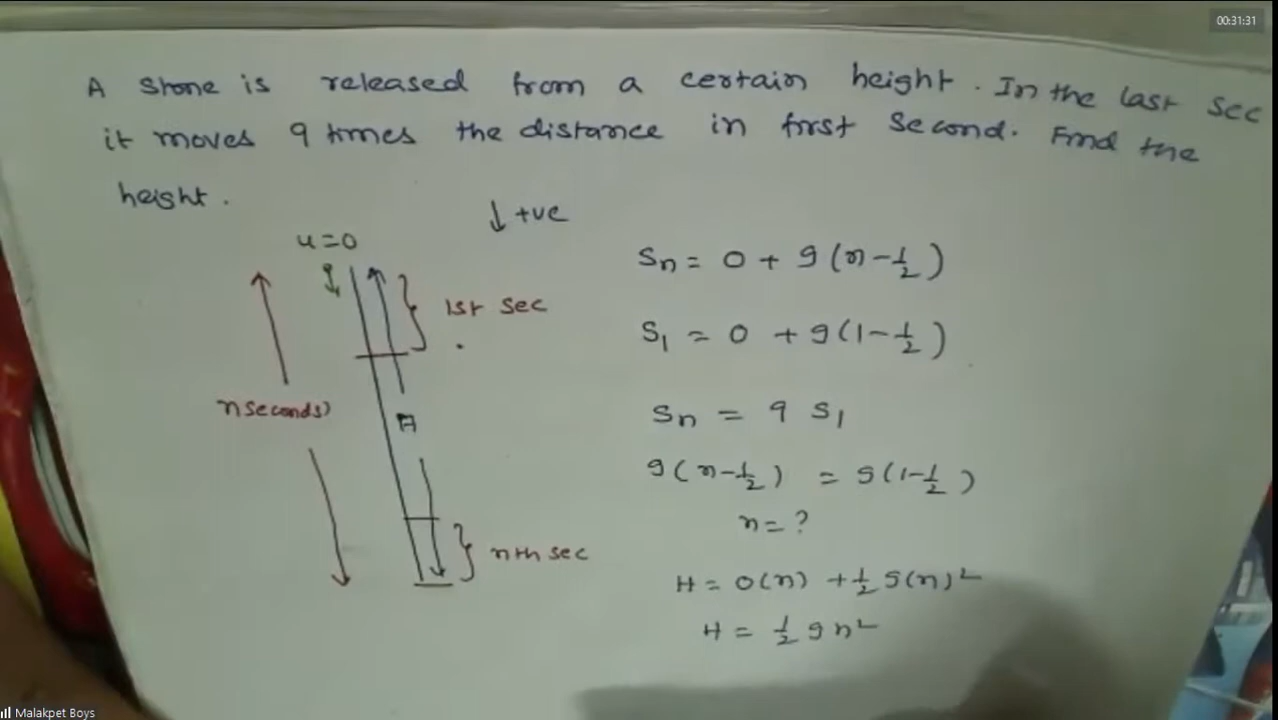 00:31:31
A stone is released from a certain height. In the last sec
it moves 9 times the distance in first second. Find the
height.
↓ +ve
u=0
1st sec
n seconds)
H
nth sec
Sn = 0 + g(n-1/2)
S1 = 0 + g(1-1/2)
Sn = 9 S1
g(n-1/2) = g(1-1/2)
n=?
H = 0(n) + 1/2 g(n)²
H = 1/2 g n²
Malakpet Boys